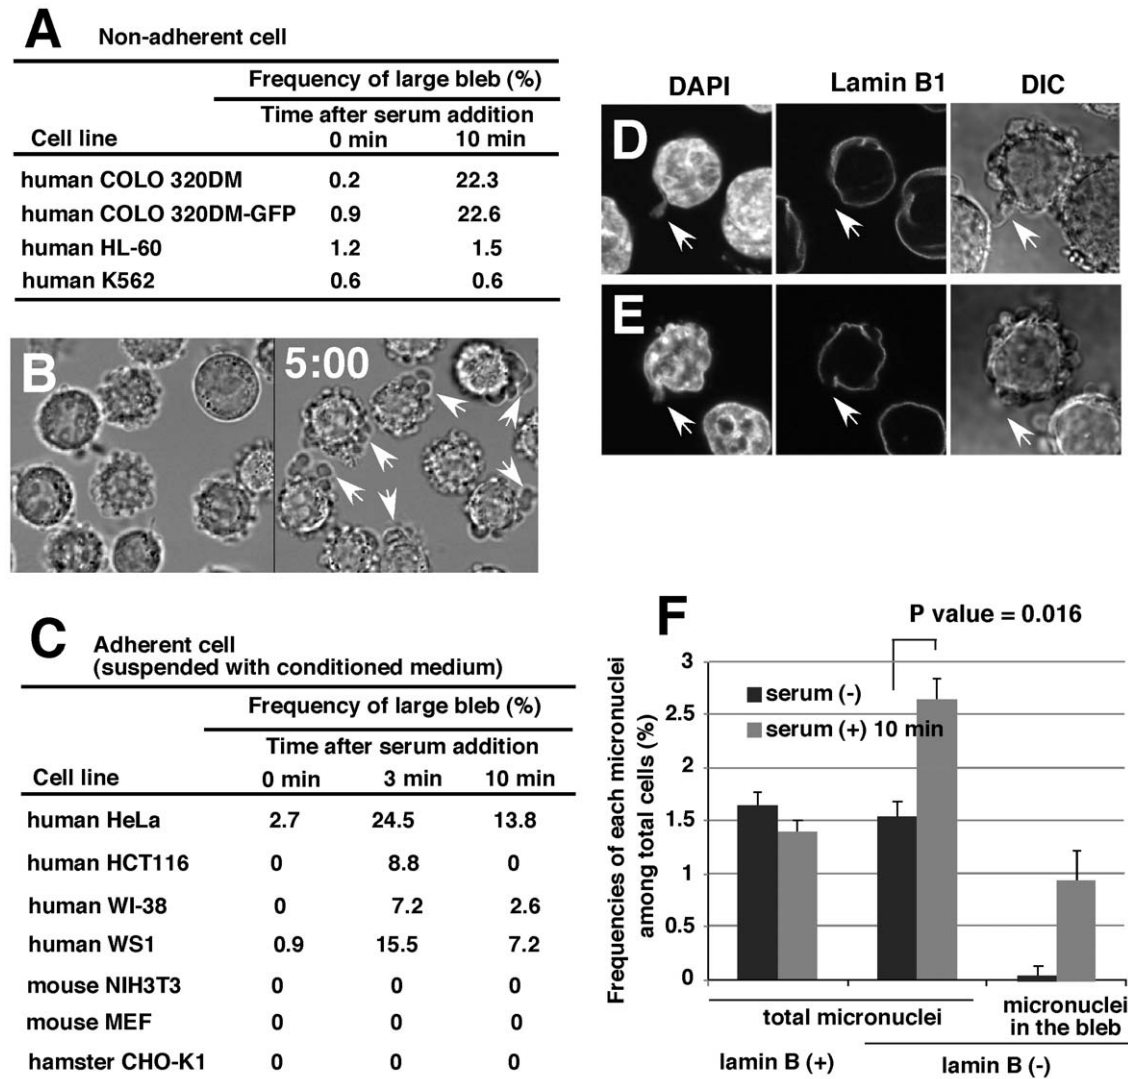 A Non-adherent cell
Frequency of large bleb (%)
Time after serum addition
Cell line 0 min 10 min
human COLO 320DM 0.2 22.3
human COLO 320DM-GFP 0.9 22.6
human HL-60 1.2 1.5
human K562 0.6 0.6
B 5:00
C Adherent cell
(suspended with conditioned medium)
Frequency of large bleb (%)
Time after serum addition
Cell line 0 min 3 min 10 min
human HeLa 2.7 24.5 13.8
human HCT116 0 8.8 0
human WI-38 0 7.2 2.6
human WS1 0.9 15.5 7.2
mouse NIH3T3 0 0 0
mouse MEF 0 0 0
hamster CHO-K1 0 0 0
DAPI Lamin B1 DIC
D
E
F
P value = 0.016
Frequencies of each micronuclei
among total cells (%)
3
2.5
2
1.5
1
0.5
0
serum (-)
serum (+) 10 min
total micronuclei
micronuclei
in the bleb
lamin B (+)
lamin B (-)